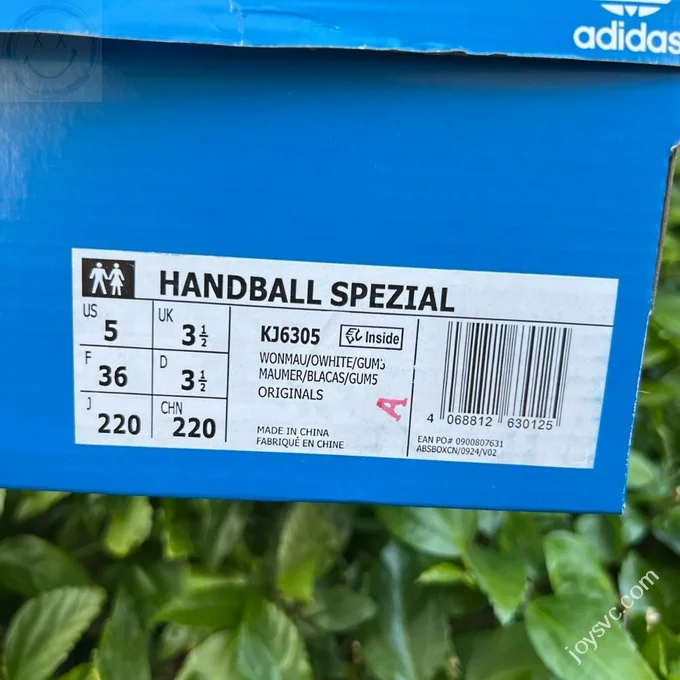 adidas
HANDBALL SPEZIAL
US
5
UK
3 1/2
F
36
D
3 1/2
J
220
CHN
220
KJ6305
Inside
WONMAU/OWHITE/GUM5
MAUMER/BLACAS/GUM5
ORIGINALS
MADE IN CHINA
FABRIQUÉ EN CHINE
A
4 068812 630125
EAN PO# 0900807631
ABSBOXCN/0924/V02
joysvc.com